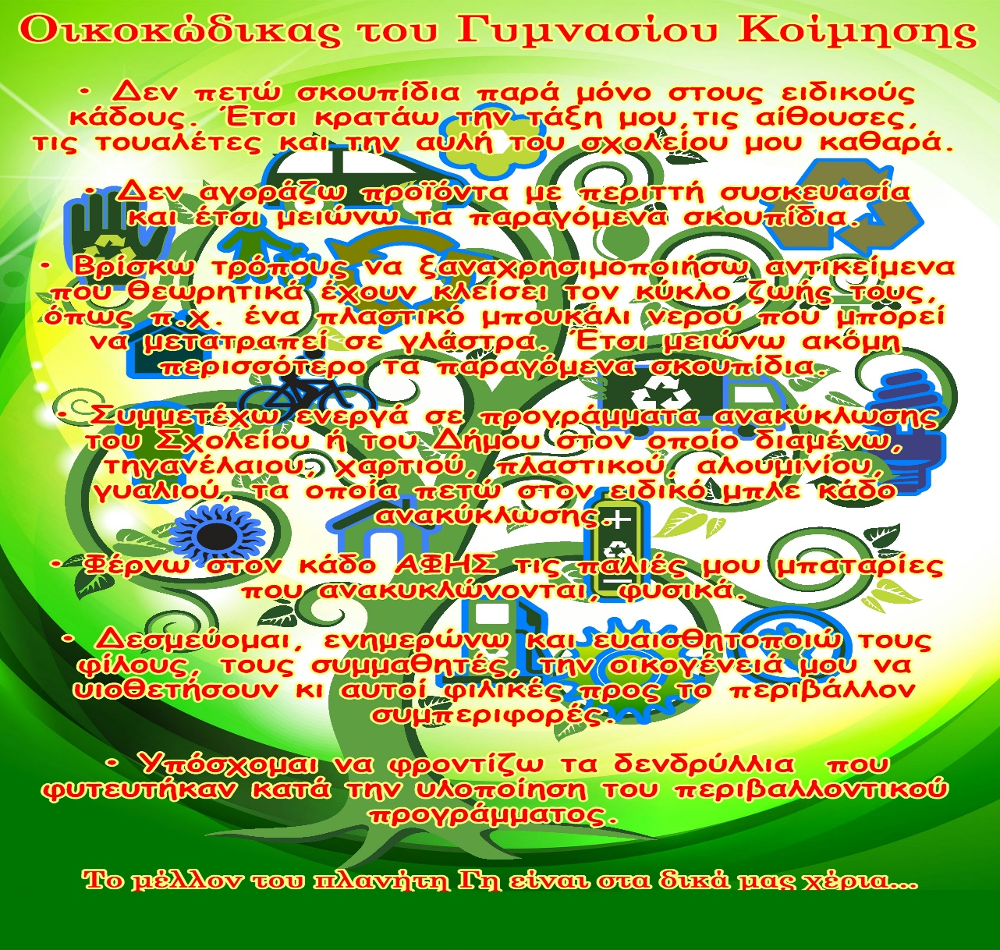 Οικοκώδικας του Γυμνασίου Κοίμησης
• Δεν πετώ σκουπίδια παρά μόνο στους ειδικούς
κάδους. Έτσι κρατάω την τάξη μου,τις αίθουσες,
τις τουαλέτες και την αυλή του σχολείου μου καθαρά.
• Δεν αγοράζω προϊόντα με περιττή συσκευασία
και έτσι μειώνω τα παραγόμενα σκουπίδια.
• Βρίσκω τρόπους να ξαναχρησιμοποιήσω αντικείμενα
που θεωρητικά έχουν κλείσει τον κύκλο ζωής τους,
όπως π.χ. ένα πλαστικό μπουκάλι νερού που μπορεί
να μετατραπεί σε γλάστρα. Έτσι μειώνω ακόμη
περισσότερο τα παραγόμενα σκουπίδια.
• Συμμετέχω ενεργά σε προγράμματα ανακύκλωσης
του Σχολείου ή του Δήμου στον οποίο διαμένω,
τηγανέλαιου, χαρτιού, πλαστικού, αλουμινίου,
γυαλιού, τα οποία πετώ στον ειδικό μπλε κάδο
ανακύκλωσης.
• Φέρνω στον κάδο ΑΦΗΣ τις παλιές μου μπαταρίες
που ανακυκλώνονται, φυσικά.
• Δεσμεύομαι, ενημερώνω και ευαισθητοποιώ τους
φίλους, τους συμμαθητές, την οικογένειά μου να
υιοθετήσουν κι αυτοί φιλικές προς το περιβάλλον
συμπεριφορές.
• Υπόσχομαι να φροντίζω τα δενδρύλλια που
φυτευτήκαν κατά την υλοποίηση του περιβαλλοντικού
προγράμματος.
Το μέλλον του πλανήτη Γη είναι στα δικά μας χέρια...